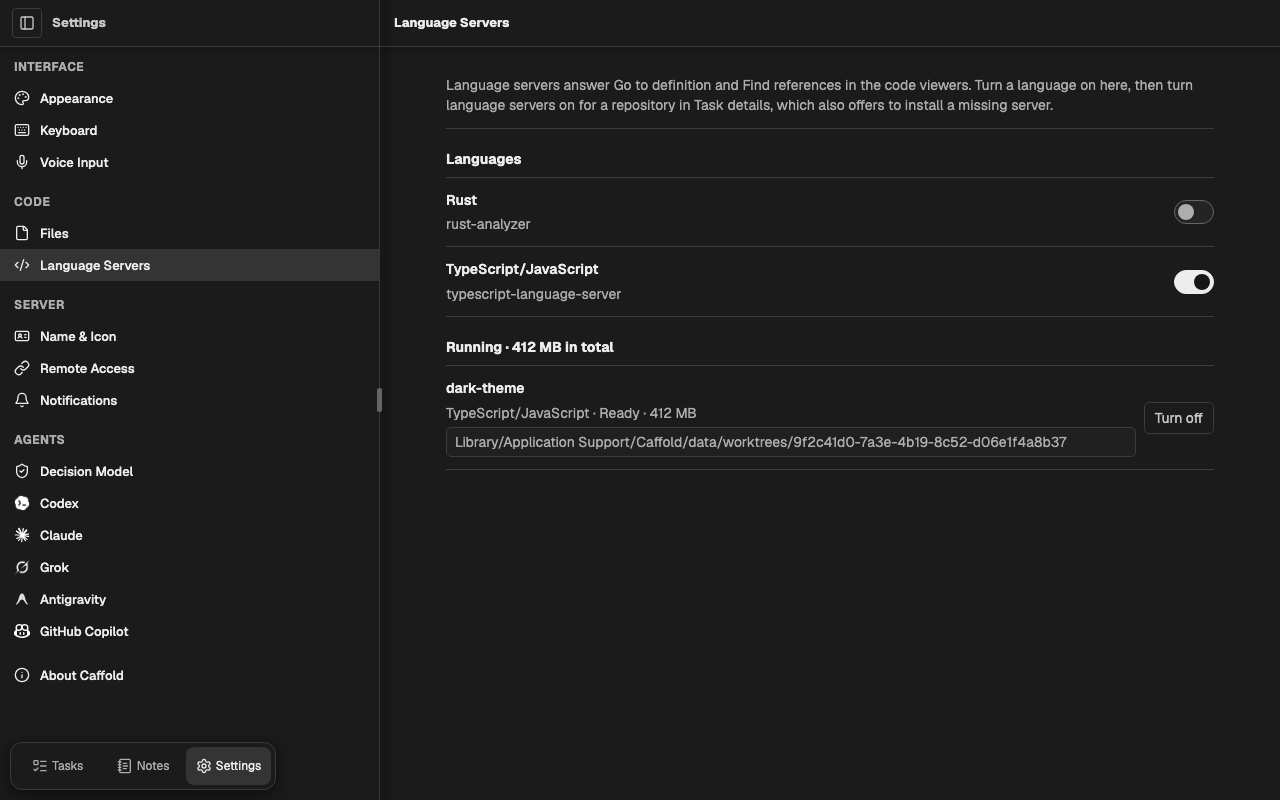 Settings
INTERFACE
Appearance
Keyboard
Voice Input
CODE
Files
Language Servers
SERVER
Name & Icon
Remote Access
Notifications
AGENTS
Decision Model
Codex
Claude
Grok
Antigravity
GitHub Copilot
About Caffold
Tasks
Notes
Settings
Language Servers
Language servers answer Go to definition and Find references in the code viewers. Turn a language on here, then turn
language servers on for a repository in Task details, which also offers to install a missing server.
Languages
Rust
rust-analyzer
TypeScript/JavaScript
typescript-language-server
Running · 412 MB in total
dark-theme
TypeScript/JavaScript · Ready · 412 MB
Library/Application Support/Caffold/data/worktrees/9f2c41d0-7a3e-4b19-8c52-d06e1f4a8b37
Turn off